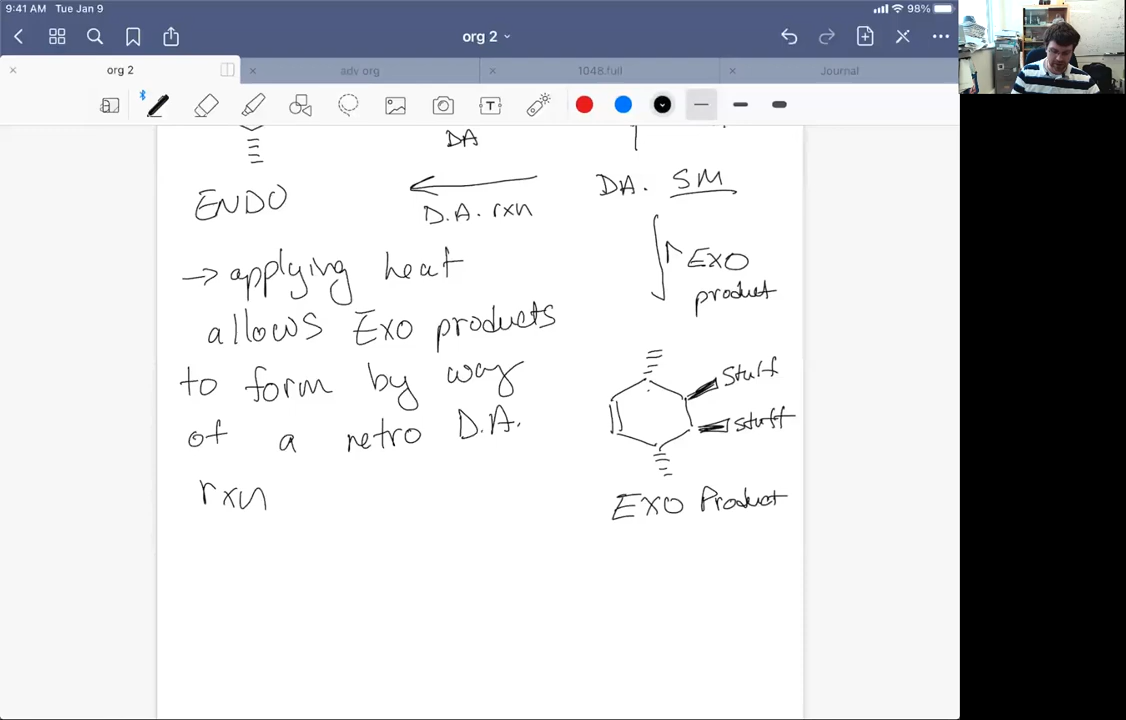 9:41 AM Tue Jan 9
98%
org 2
org 2
adv org
1048.full
Journal
T
DA
ENDO
D.A. rxn
DA. SM
→ applying heat
allows Exo products
to form by way
of a retro D.A.
rxn
EXO
product
Stuff
Stuff
EXO Product